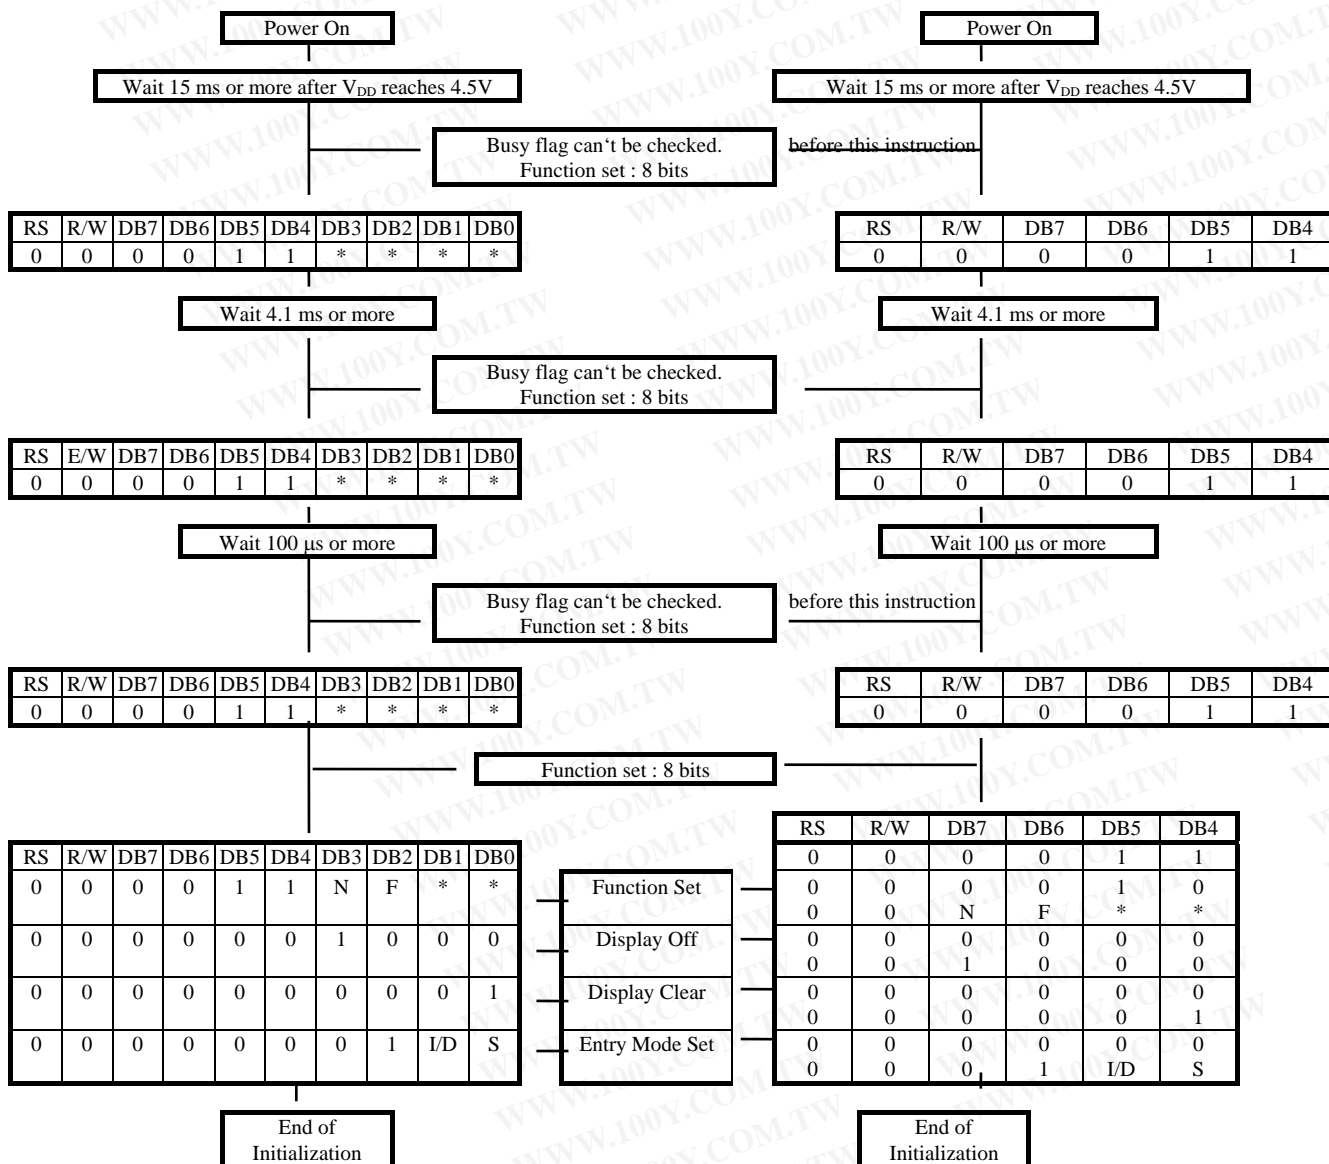 Power On
Power On
Wait 15 ms or more after VDD reaches 4.5V
Wait 15 ms or more after VDD reaches 4.5V
Busy flag can‘t be checked. before this instruction
Function set : 8 bits
RS R/W DB7 DB6 DB5 DB4 DB3 DB2 DB1 DB0
0 0 0 0 1 1 * * * *
RS R/W DB7 DB6 DB5 DB4
0 0 0 0 1 1
Wait 4.1 ms or more
Wait 4.1 ms or more
Busy flag can‘t be checked.
Function set : 8 bits
RS E/W DB7 DB6 DB5 DB4 DB3 DB2 DB1 DB0
0 0 0 0 1 1 * * * *
RS R/W DB7 DB6 DB5 DB4
0 0 0 0 1 1
Wait 100 µs or more
Wait 100 µs or more
Busy flag can‘t be checked. before this instruction
Function set : 8 bits
RS R/W DB7 DB6 DB5 DB4 DB3 DB2 DB1 DB0
0 0 0 0 1 1 * * * *
RS R/W DB7 DB6 DB5 DB4
0 0 0 0 1 1
Function set : 8 bits
RS R/W DB7 DB6 DB5 DB4 DB3 DB2 DB1 DB0
0 0 0 0 1 1 N F * *
0 0 0 0 0 0 1 0 0 0
0 0 0 0 0 0 0 0 0 1
0 0 0 0 0 0 0 1 I/D S
Function Set
Display Off
Display Clear
Entry Mode Set
RS R/W DB7 DB6 DB5 DB4
0 0 0 0 1 1
0 0 0 0 1 0
0 0 N F * *
0 0 0 0 0 0
0 0 1 0 0 0
0 0 0 0 0 0
0 0 0 0 0 1
0 0 0 0 0 0
0 0 0 1 I/D S
End of
Initialization
End of
Initialization
WWW.100Y.COM.TW